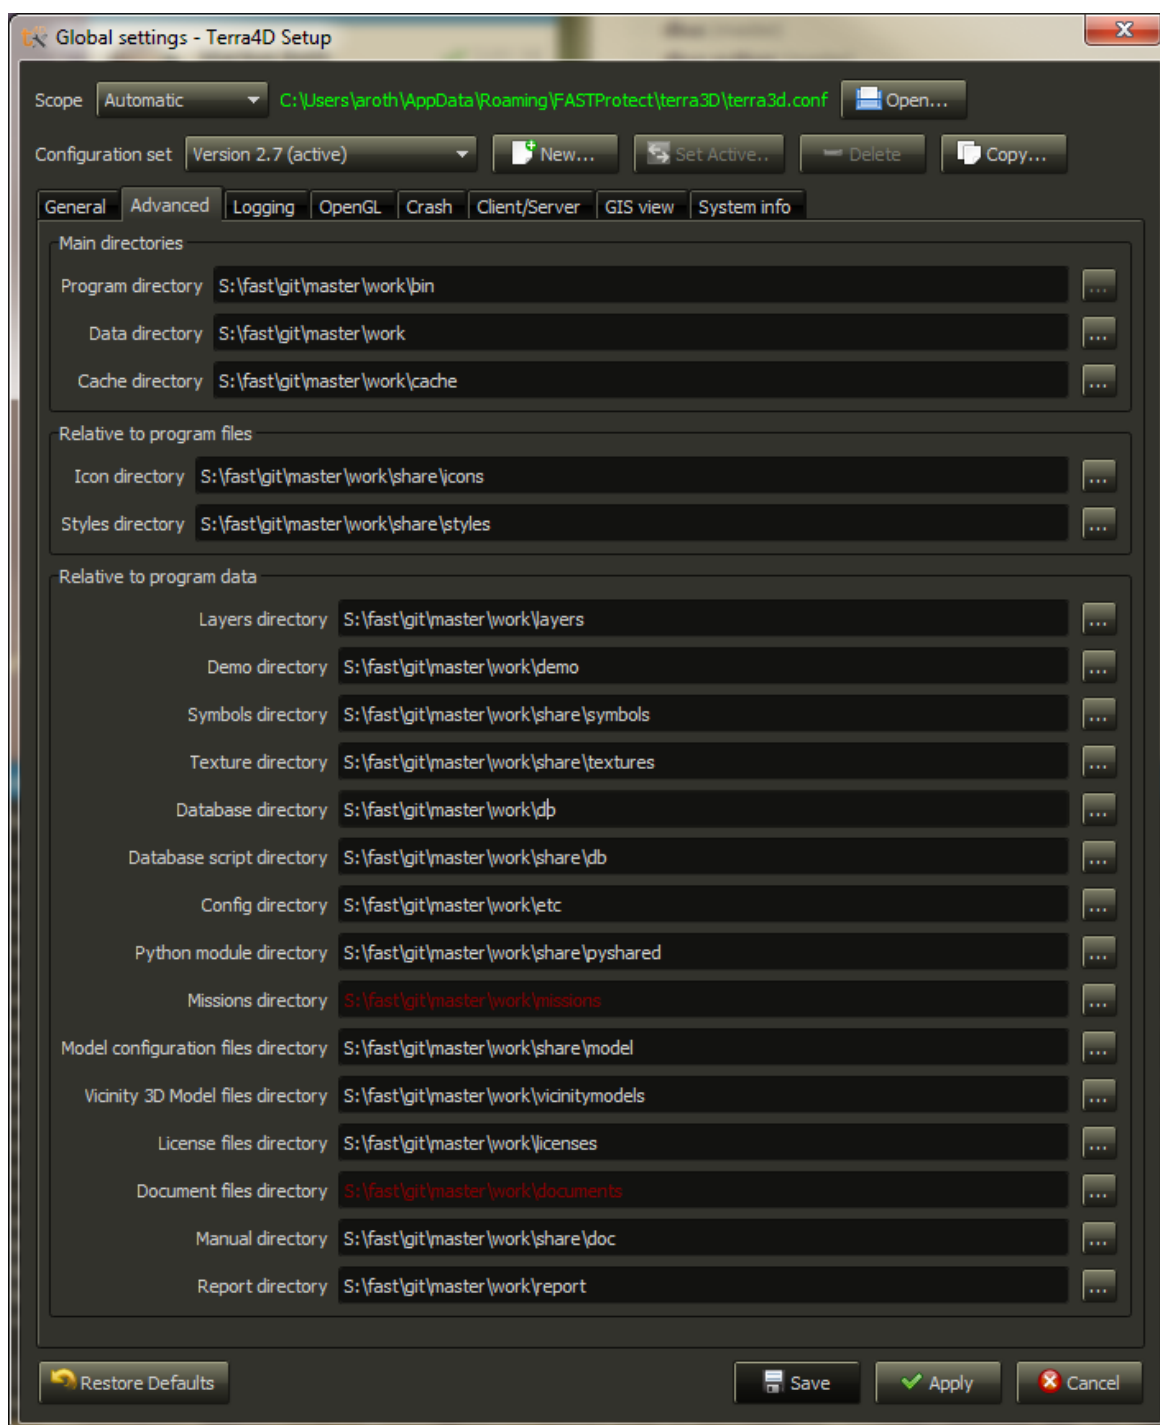 Global settings - Terra4D Setup
Scope Automatic C:\Users\aroth\AppData\Roaming\FASTProtect\terra3D\terra3d.conf Open...
Configuration set Version 2.7 (active) New... Set Active.. Delete Copy...
General Advanced Logging OpenGL Crash Client/Server GIS view System info
Main directories
Program directory S:\fast\git\master\work\bin ...
Data directory S:\fast\git\master\work ...
Cache directory S:\fast\git\master\work\cache ...
Relative to program files
Icon directory S:\fast\git\master\work\share\icons ...
Styles directory S:\fast\git\master\work\share\styles ...
Relative to program data
Layers directory S:\fast\git\master\work\layers ...
Demo directory S:\fast\git\master\work\demo ...
Symbols directory S:\fast\git\master\work\share\symbols ...
Texture directory S:\fast\git\master\work\share\textures ...
Database directory S:\fast\git\master\work\db ...
Database script directory S:\fast\git\master\work\share\db ...
Config directory S:\fast\git\master\work\etc ...
Python module directory S:\fast\git\master\work\share\pyshared ...
Missions directory S:\fast\git\master\work\missions ...
Model configuration files directory S:\fast\git\master\work\share\model ...
Vicinity 3D Model files directory S:\fast\git\master\work\vicinitymodels ...
License files directory S:\fast\git\master\work\licenses ...
Document files directory S:\fast\git\master\work\documents ...
Manual directory S:\fast\git\master\work\share\doc ...
Report directory S:\fast\git\master\work\report ...
Restore Defaults Save Apply Cancel